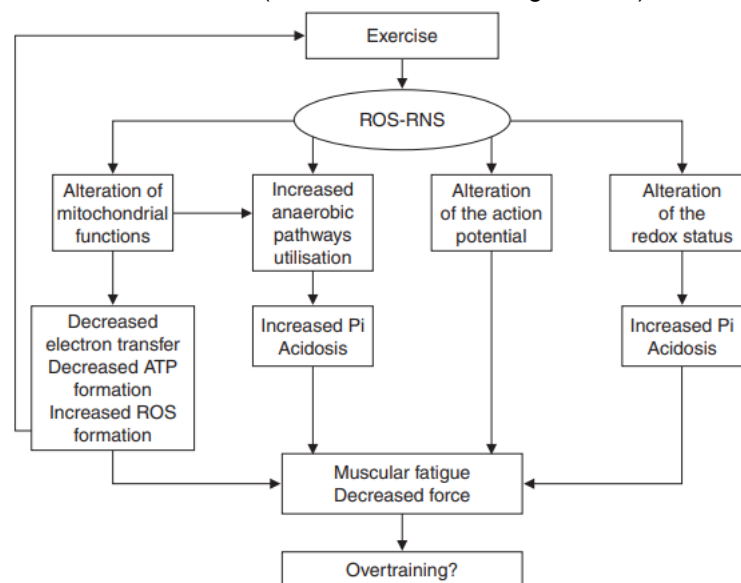 Exercise
ROS-RNS
Alteration of
mitochondrial
functions
Increased
anaerobic
pathways
utilisation
Alteration
of the action
potential
Alteration
of the
redox status
Decreased
electron transfer
Decreased ATP
formation
Increased ROS
formation
Increased Pi
Acidosis
Increased Pi
Acidosis
Muscular fatigue
Decreased force
Overtraining?